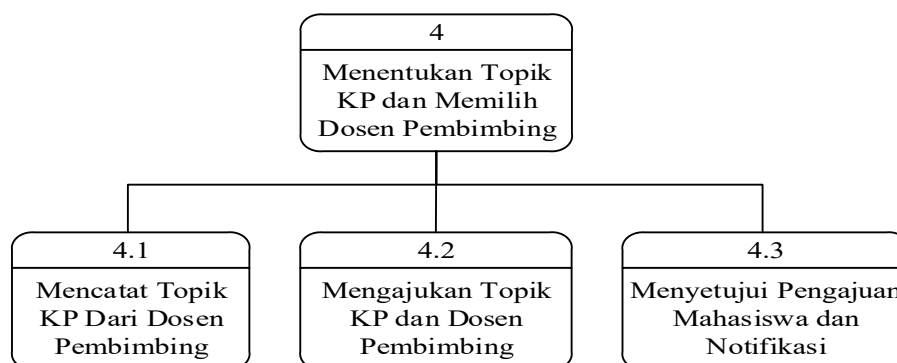 4
Menentukan Topik
KP dan Memilih
Dosen Pembimbing
4.1
Mencatat Topik
KP Dari Dosen
Pembimbing
4.2
Mengajukan Topik
KP dan Dosen
Pembimbing
4.3
Menyetujui Pengajuan
Mahasiswa dan
Notifikasi